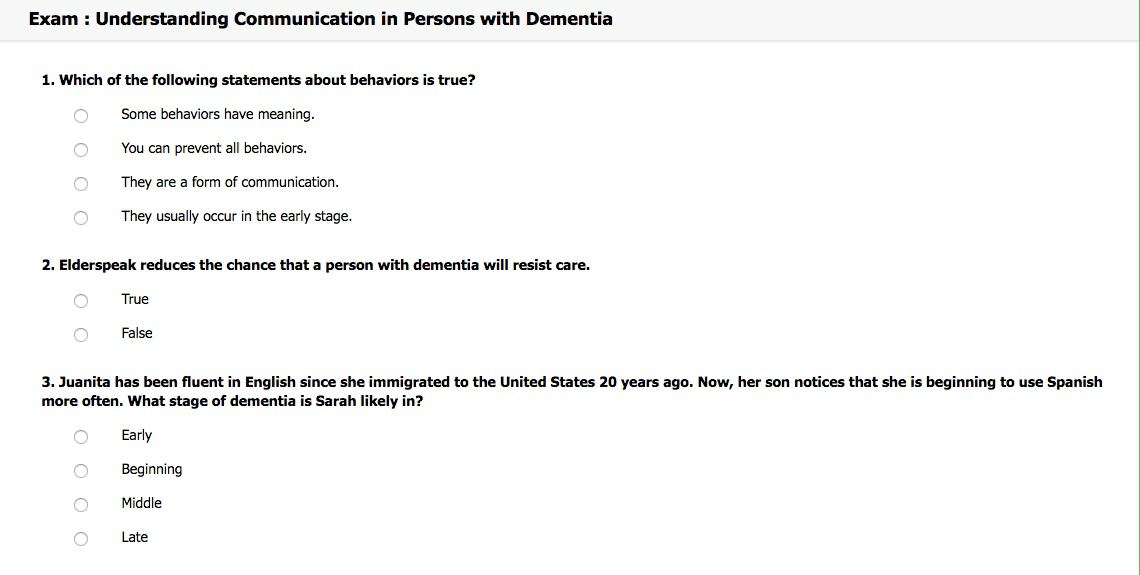 Exam : Understanding Communication in Persons with Dementia
1. Which of the following statements about behaviors is true?
Some behaviors have meaning.
You can prevent all behaviors.
They are a form of communication.
They usually occur in the early stage.
2. Elderspeak reduces the chance that a person with dementia will resist care.
True
False
3. Juanita has been fluent in English since she immigrated to the United States 20 years ago. Now, her son notices that she is beginning to use Spanish
more often. What stage of dementia is Sarah likely in?
Early
Beginning
Middle
Late